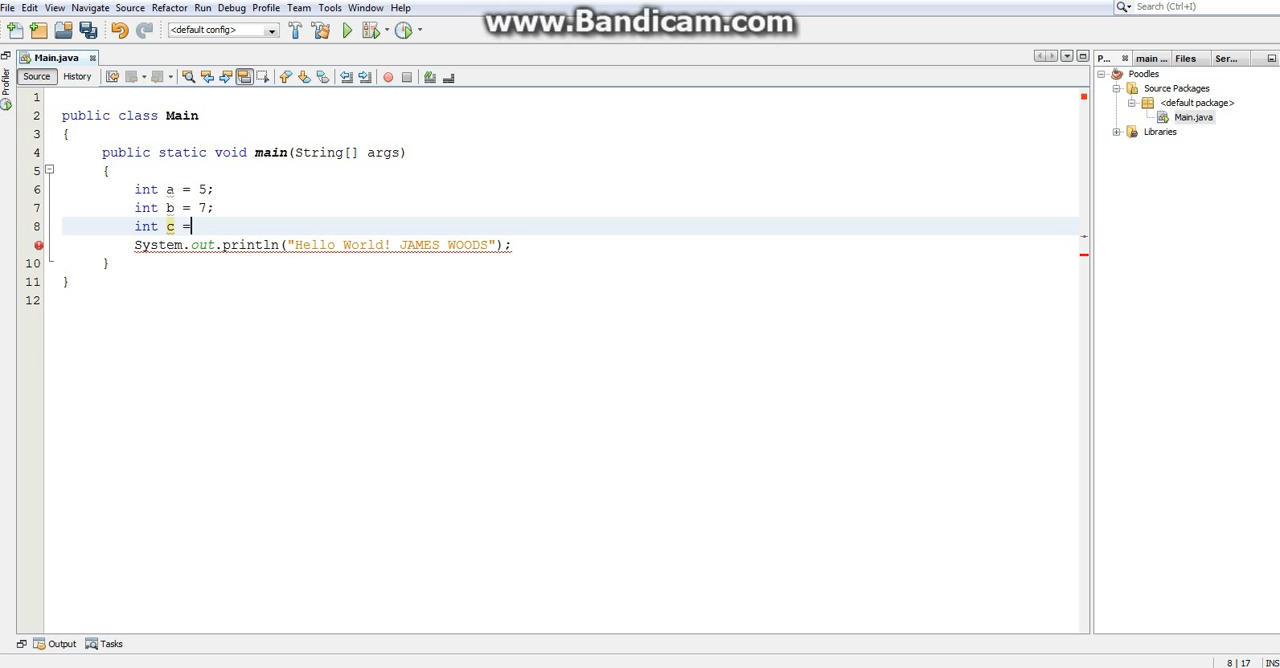 File Edit View Navigate Source Refactor Run Debug Profile Team Tools Window Help
www.Bandicam.com
Search (Ctrl+I)
<default config>
Main.java
Source History
Profiler
1
2 public class Main
3 {
4 public static void main(String[] args)
5 {
6 int a = 5;
7 int b = 7;
8 int c =
System.out.println("Hello World! JAMES WOODS");
10 }
11 }
12
P... main ... Files Ser...
Poodles
Source Packages
<default package>
Main.java
Libraries
Output Tasks
8 | 17 INS